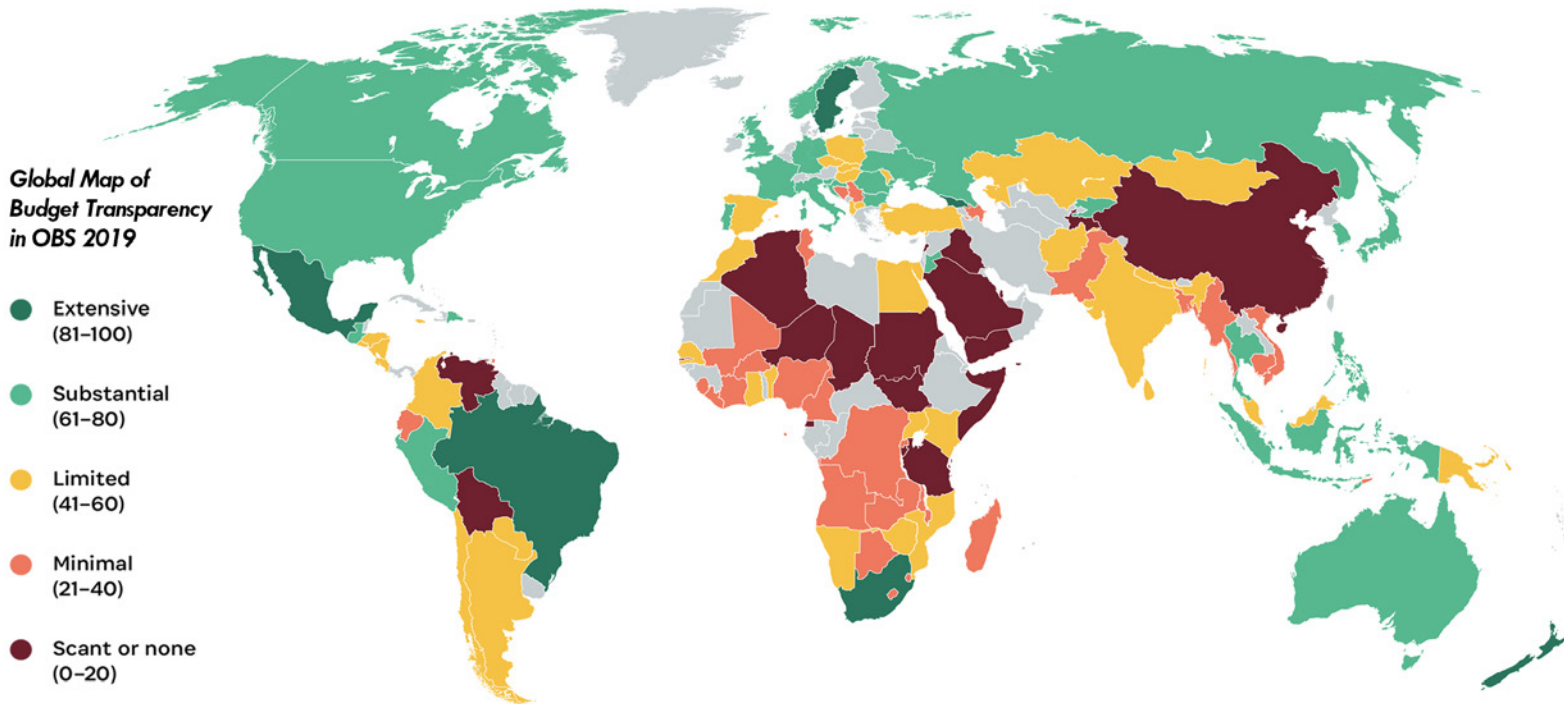 Global Map of
Budget Transparency
in OBS 2019
Extensive
(81–100)
Substantial
(61–80)
Limited
(41–60)
Minimal
(21–40)
Scant or none
(0–20)